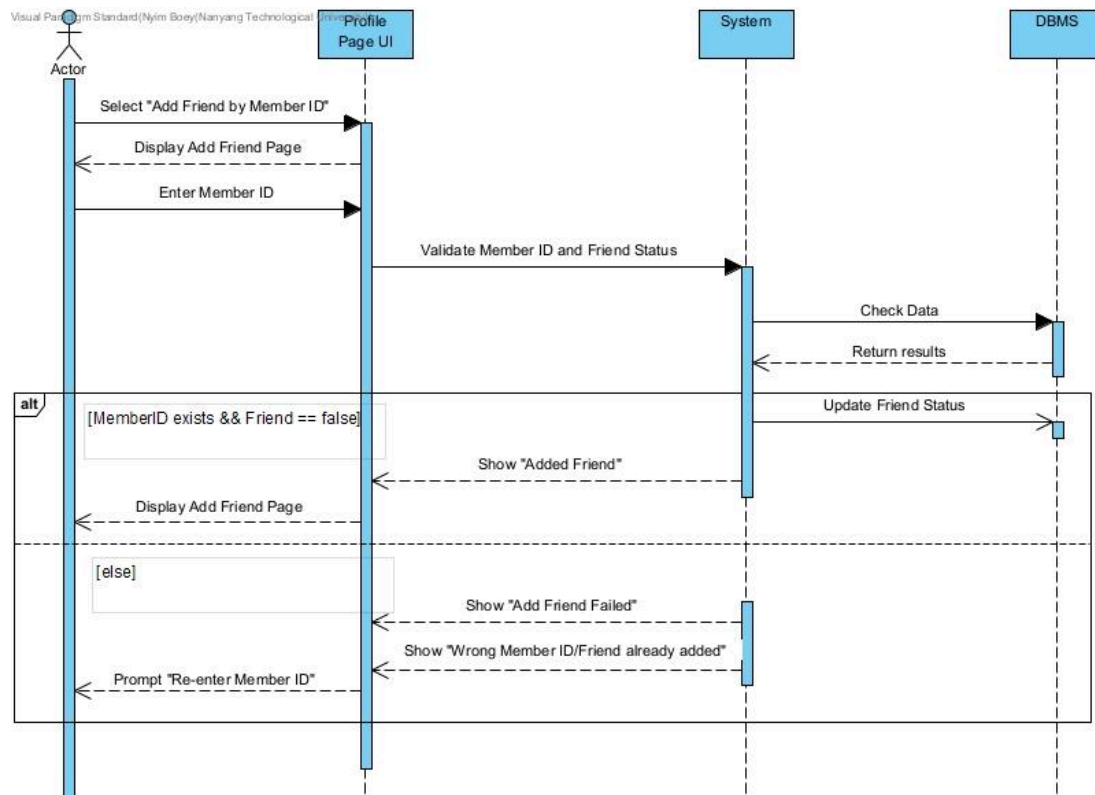 Visual Paradigm Standard(Nyim Boey(Nanyang Technological University))
Profile
Page UI
System
DBMS
Actor
Select "Add Friend by Member ID"
Display Add Friend Page
Enter Member ID
Validate Member ID and Friend Status
Check Data
Return results
alt
[MemberID exists && Friend == false]
Update Friend Status
Show "Added Friend"
Display Add Friend Page
[else]
Show "Add Friend Failed"
Show "Wrong Member ID/Friend already added"
Prompt "Re-enter Member ID"